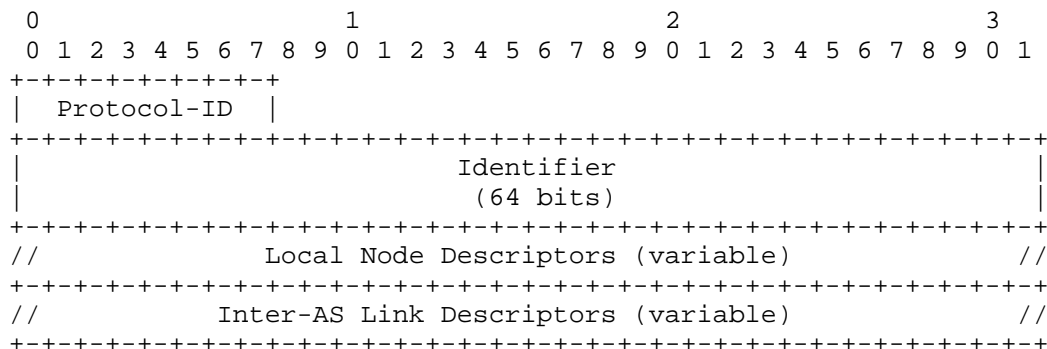 0                   1                   2                   3
 0 1 2 3 4 5 6 7 8 9 0 1 2 3 4 5 6 7 8 9 0 1 2 3 4 5 6 7 8 9 0 1
+-+-+-+-+-+-+-+-+
|  Protocol-ID  |
+-+-+-+-+-+-+-+-+-+-+-+-+-+-+-+-+-+-+-+-+-+-+-+-+-+-+-+-+-+-+-+-+
|                           Identifier                          |
|                            (64 bits)                          |
+-+-+-+-+-+-+-+-+-+-+-+-+-+-+-+-+-+-+-+-+-+-+-+-+-+-+-+-+-+-+-+-+
//              Local Node Descriptors (variable)              //
+-+-+-+-+-+-+-+-+-+-+-+-+-+-+-+-+-+-+-+-+-+-+-+-+-+-+-+-+-+-+-+-+
//           Inter-AS Link Descriptors (variable)              //
+-+-+-+-+-+-+-+-+-+-+-+-+-+-+-+-+-+-+-+-+-+-+-+-+-+-+-+-+-+-+-+-+